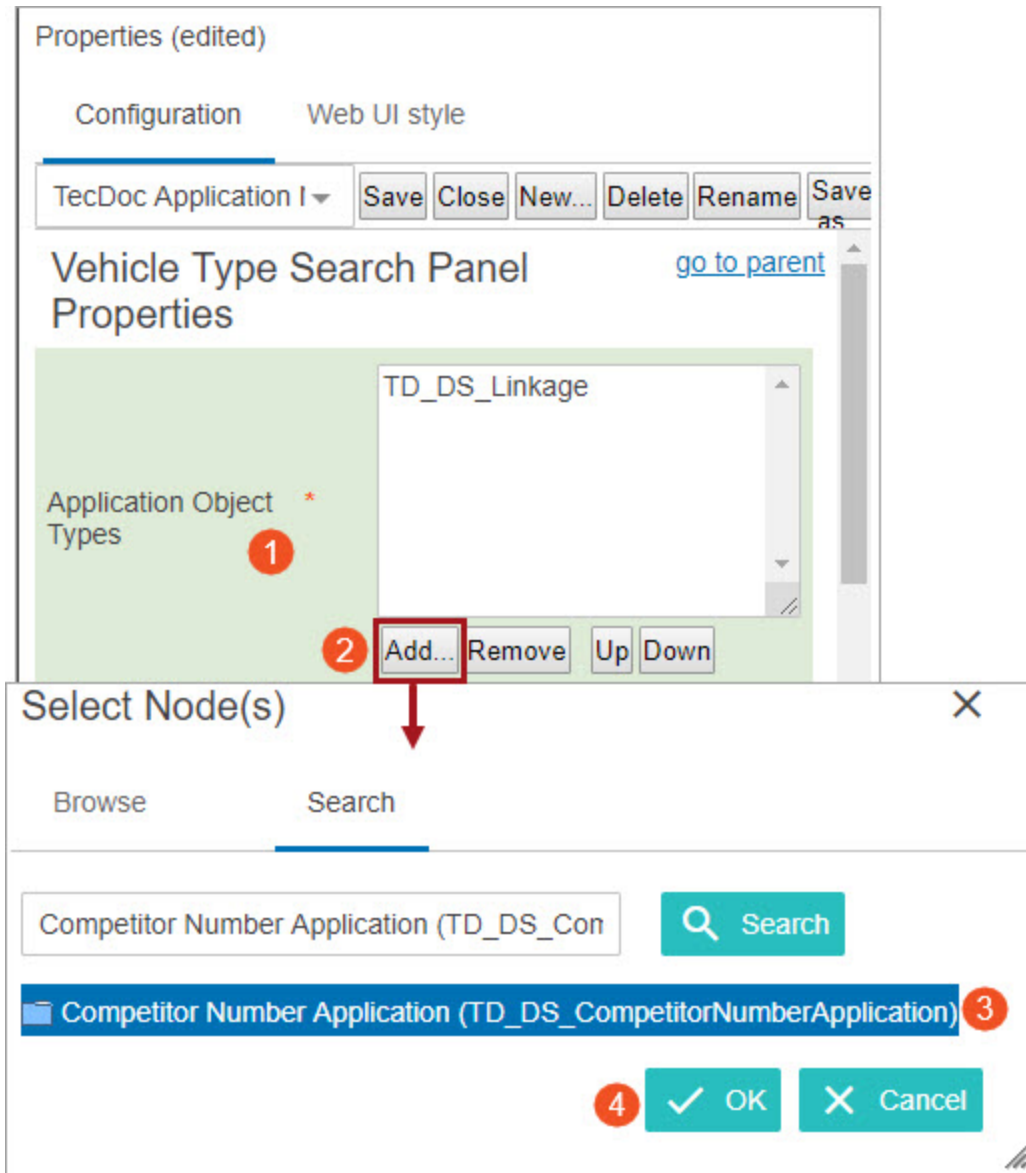 Properties (edited)
Configuration Web UI style
TecDoc Application Save Close New... Delete Rename Save as
Vehicle Type Search Panel go to parent
Properties
TD_DS_Linkage
Application Object *
Types
1
2 Add... Remove Up Down
Select Node(s)
Browse Search
Competitor Number Application (TD_DS_Com Search
Competitor Number Application (TD_DS_CompetitorNumberApplication) 3
4 OK Cancel